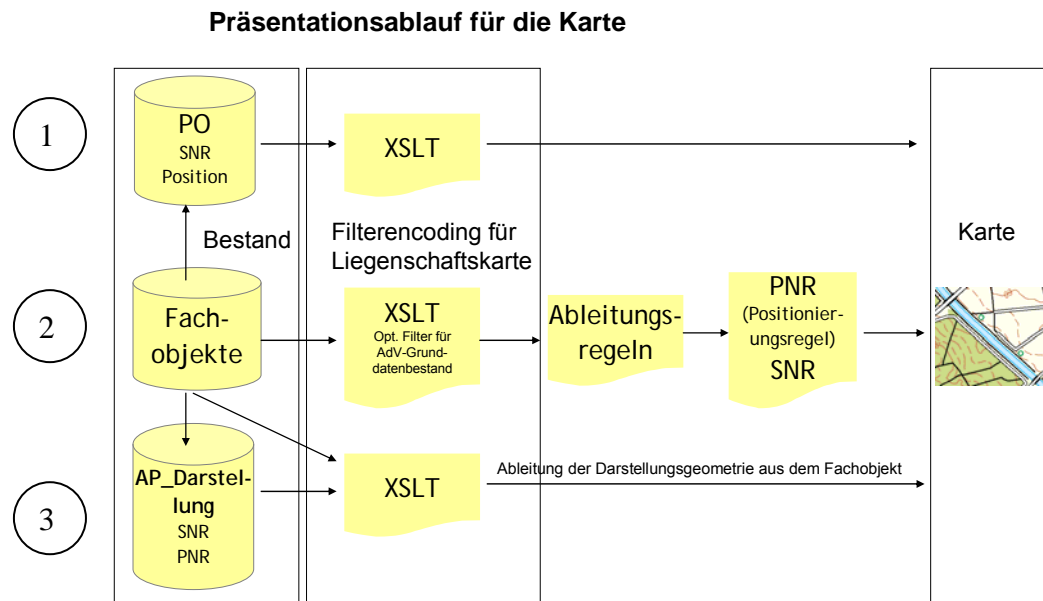 Präsentationsablauf für die Karte
1
PO
SNR
Position
XSLT
Bestand
Filterencoding für
Liegenschaftskarte
Karte
2
Fach-
objekte
XSLT
Opt. Filter für
AdV-Grund-
datenbestand
Ableitungs-
regeln
PNR
(Positionier-
ungsregel)
SNR
3
AP_Darstel-
lung
SNR
PNR
XSLT
Ableitung der Darstellungsgeometrie aus dem Fachobjekt